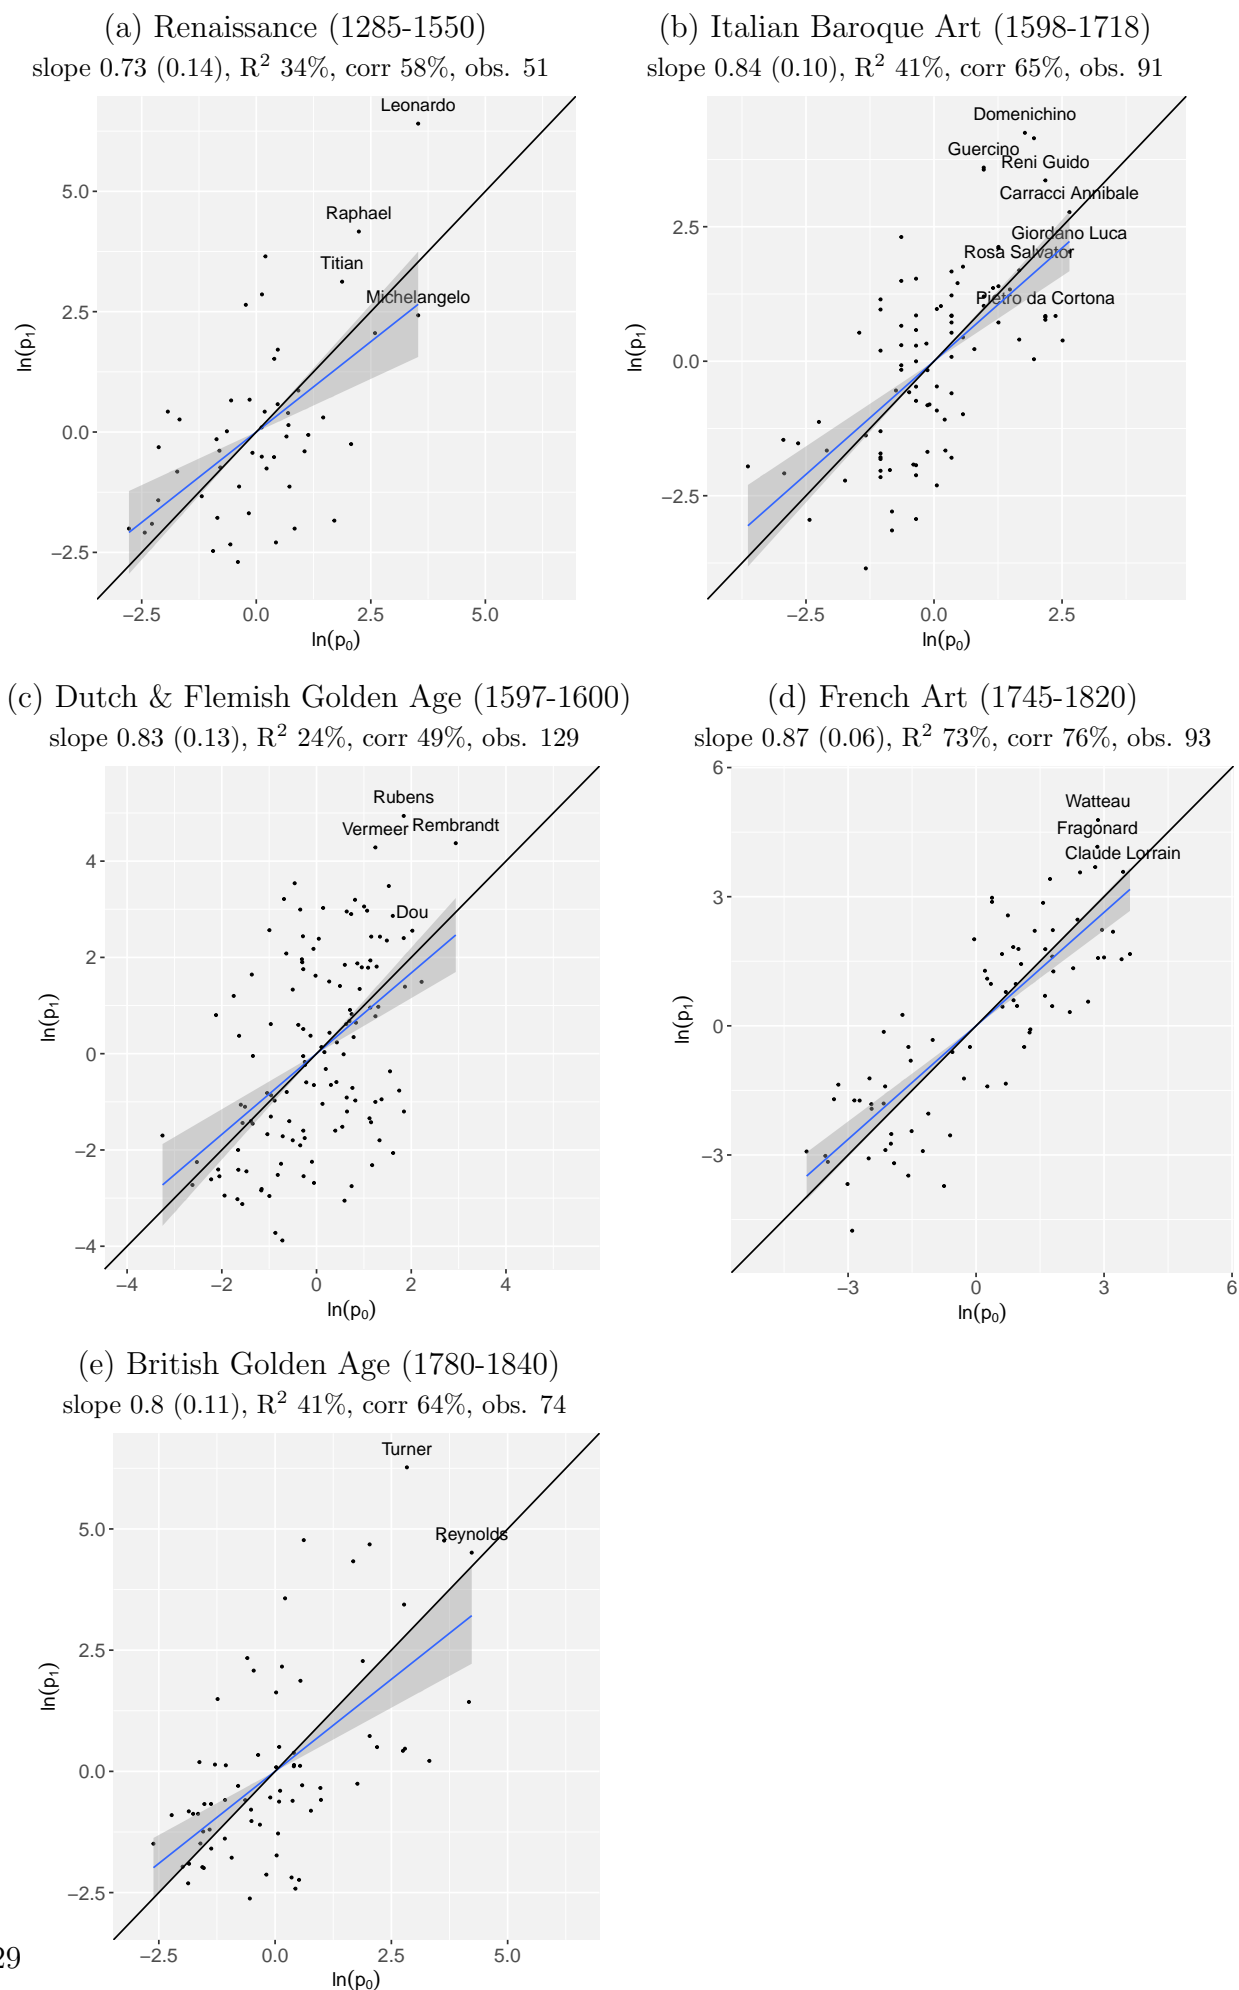 (a) Renaissance (1285-1550)
slope 0.73 (0.14), R² 34%, corr 58%, obs. 51
Leonardo
Raphael
Titian
Michelangelo
5.0
2.5
0.0
−2.5
ln(p₁)
−2.5 0.0 2.5 5.0
ln(p₀)
(b) Italian Baroque Art (1598-1718)
slope 0.84 (0.10), R² 41%, corr 65%, obs. 91
Domenichino
Guercino
Reni Guido
Carracci Annibale
Giordano Luca
Rosa Salvator
Pietro da Cortona
2.5
0.0
−2.5
ln(p₁)
−2.5 0.0 2.5
ln(p₀)
(c) Dutch & Flemish Golden Age (1597-1600)
slope 0.83 (0.13), R² 24%, corr 49%, obs. 129
Rubens
Vermeer Rembrandt
Dou
4
2
0
−2
−4
ln(p₁)
−4 −2 0 2 4
ln(p₀)
(d) French Art (1745-1820)
slope 0.87 (0.06), R² 73%, corr 76%, obs. 93
Watteau
Fragonard
Claude Lorrain
6
3
0
−3
ln(p₁)
−3 0 3 6
ln(p₀)
(e) British Golden Age (1780-1840)
slope 0.8 (0.11), R² 41%, corr 64%, obs. 74
Turner
Reynolds
5.0
2.5
0.0
−2.5
ln(p₁)
−2.5 0.0 2.5 5.0
ln(p₀)
29